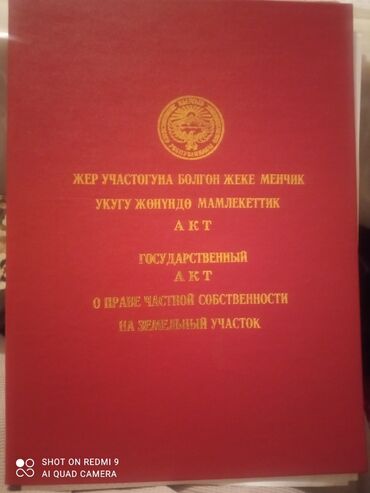 ЖЕР УЧАСТОГУНА БОЛГОН ЖЕКЕ МЕНЧИК
УКУГУ ЖӨНҮНДӨ МАМЛЕКЕТТИК
АКТ
ГОСУДАРСТВЕННЫЙ
АКТ
О ПРАВЕ ЧАСТНОЙ СОБСТВЕННОСТИ
НА ЗЕМЕЛЬНЫЙ УЧАСТОК
SHOT ON REDMI 9
AI QUAD CAMERA